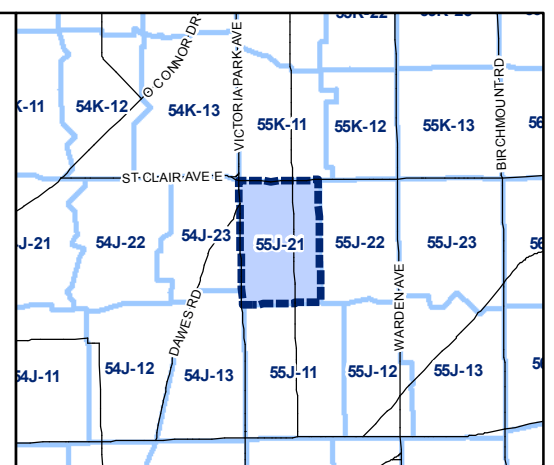 O CONNOR DR
VICTORIA PARK AVE
BIRCHMOUNT RD
54K-12
54K-13
55K-11
55K-12
55K-13
ST CLAIR AVE E
54J-22
54J-23
55J-21
55J-22
55J-23
DAWES RD
WARDEN AVE
54J-11
54J-12
54J-13
55J-11
55J-12
55J-13